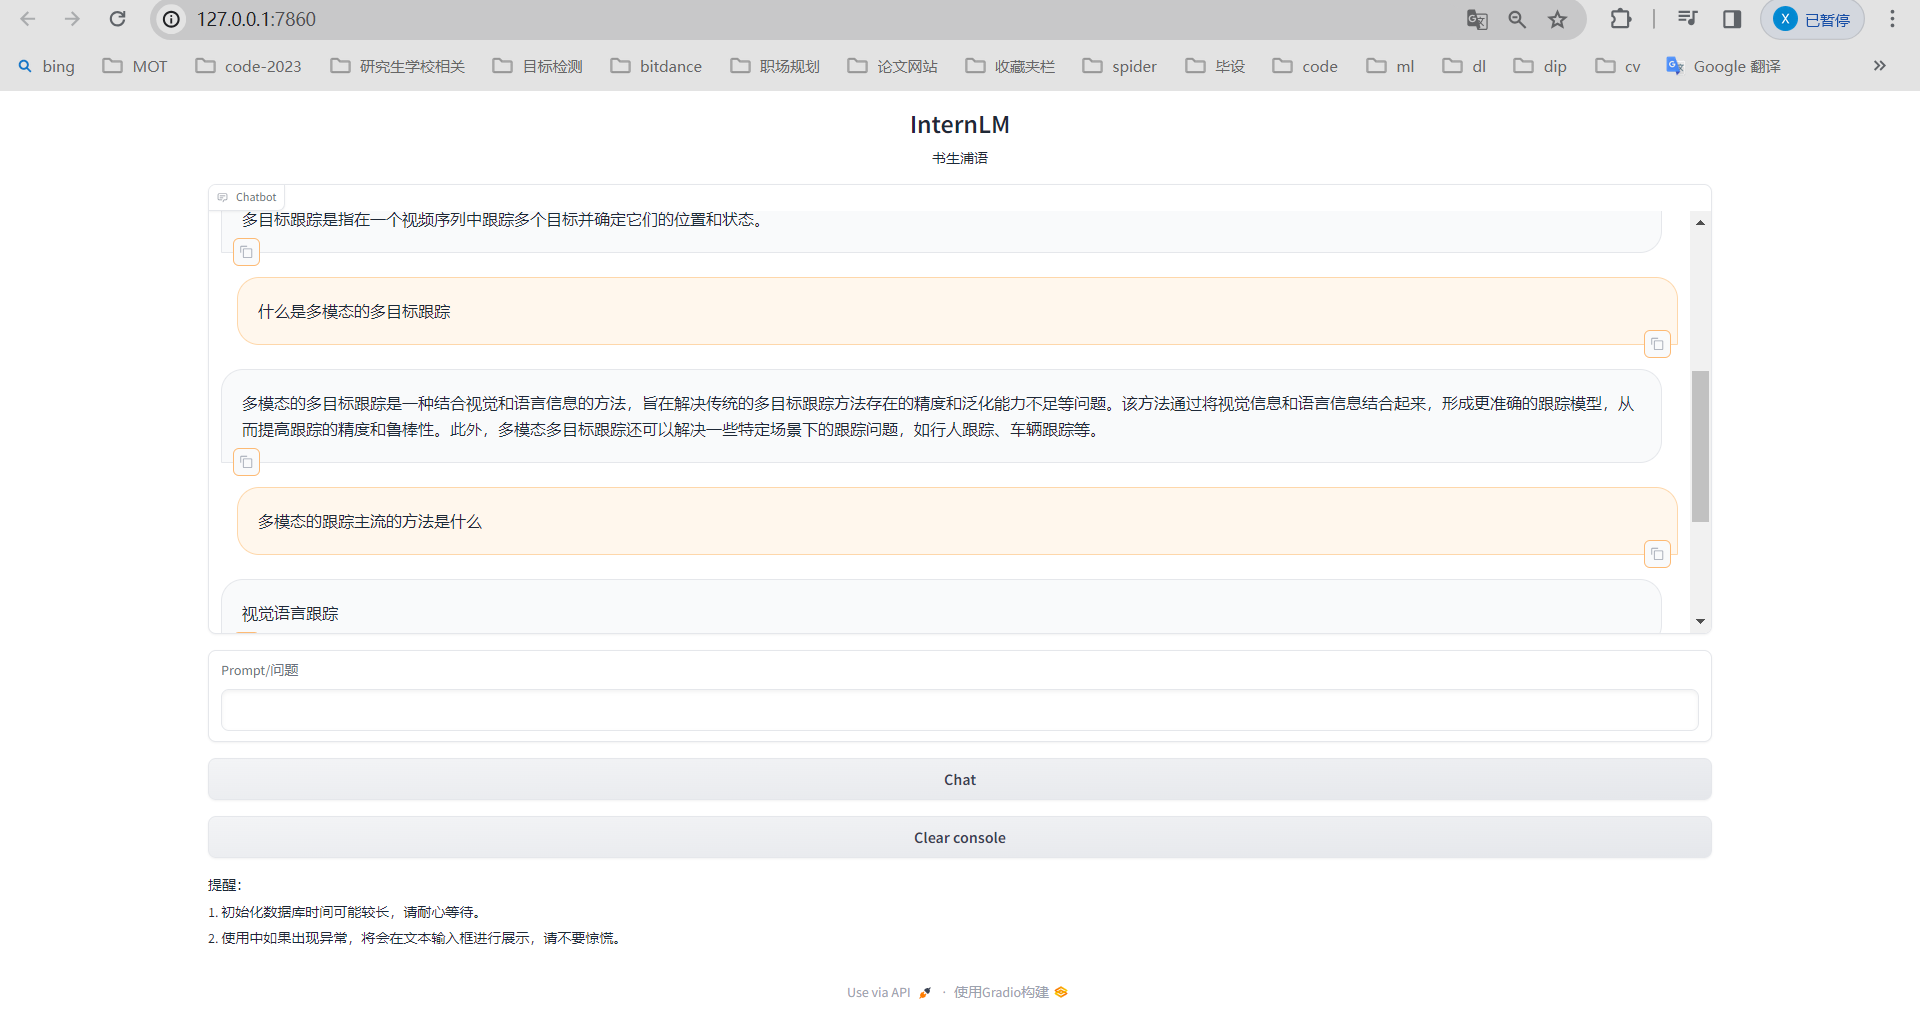 127.0.0.1:7860
X 已暂停
bing MOT code-2023 研究生学校相关 目标检测 bitdance 职场规划 论文网站 收藏夹栏 spider 毕设 code ml dl dip cv Google 翻译 »
InternLM
书生浦语
Chatbot
多目标跟踪是指在一个视频序列中跟踪多个目标并确定它们的位置和状态。
什么是多模态的多目标跟踪
多模态的多目标跟踪是一种结合视觉和语言信息的方法，旨在解决传统的多目标跟踪方法存在的精度和泛化能力不足等问题。该方法通过将视觉信息和语言信息结合起来，形成更准确的跟踪模型，从
而提高跟踪的精度和鲁棒性。此外，多模态多目标跟踪还可以解决一些特定场景下的跟踪问题，如行人跟踪、车辆跟踪等。
多模态的跟踪主流的方法是什么
视觉语言跟踪
Prompt/问题
Chat
Clear console
提醒：
1. 初始化数据库时间可能较长，请耐心等待。
2. 使用中如果出现异常，将会在文本输入框进行展示，请不要惊慌。
Use via API · 使用Gradio构建